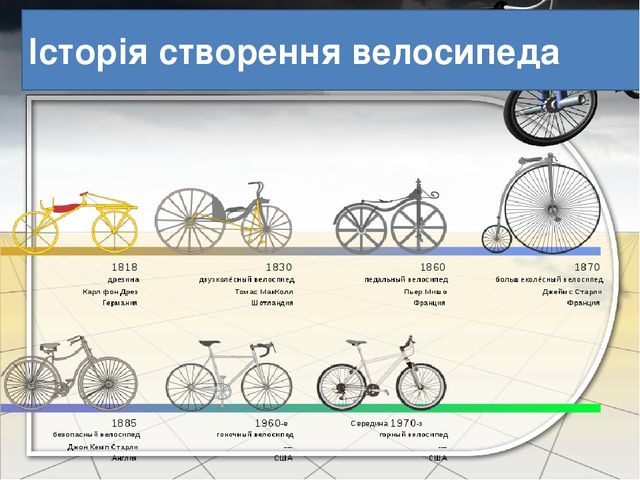 Історія створення велосипеда
1818
дрезина
Карл фон Дрез
Германия
1830
двухколёсный велосипед
Томас МакКолл
Шотландия
1860
педальный велосипед
Пьер Мишо
Франция
1870
большеколёсный велосипед
Джеймс Старли
Франция
1885
безопасный велосипед
Джон Кемп Старли
Англия
1960-е
гоночный велосипед
---
США
Середина 1970-х
горный велосипед
---
США